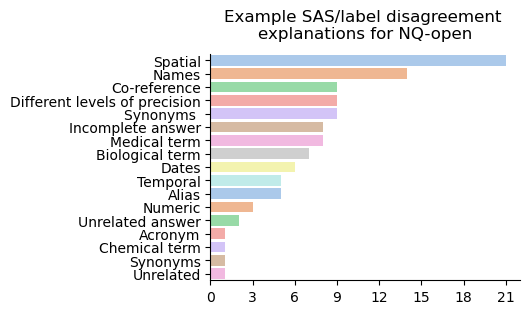 Example SAS/label disagreement
explanations for NQ-open
Spatial
Names
Co-reference
Different levels of precision
Synonyms
Incomplete answer
Medical term
Biological term
Dates
Temporal
Alias
Numeric
Unrelated answer
Acronym
Chemical term
Synonyms
Unrelated
0 3 6 9 12 15 18 21